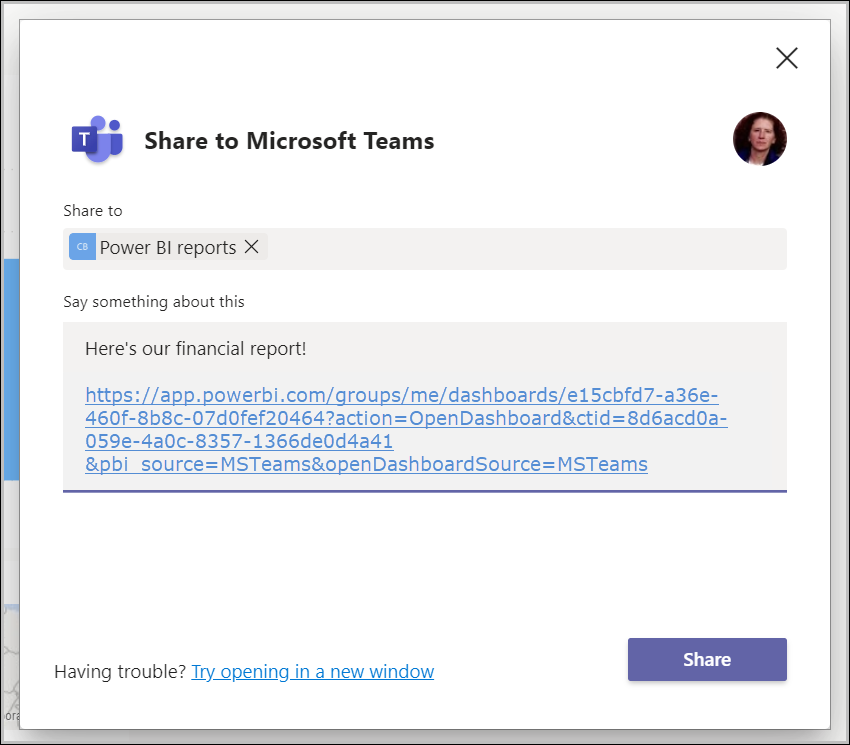 T
Share to Microsoft Teams
Share to
CB Power BI reports
Say something about this
Here's our financial report!
https://app.powerbi.com/groups/me/dashboards/e15cbfd7-a36e-
460f-8b8c-07d0fef20464?action=OpenDashboard&ctid=8d6acd0a-
059e-4a0c-8357-1366de0d4a41
&pbi_source=MSTeams&openDashboardSource=MSTeams
Having trouble? Try opening in a new window
Share